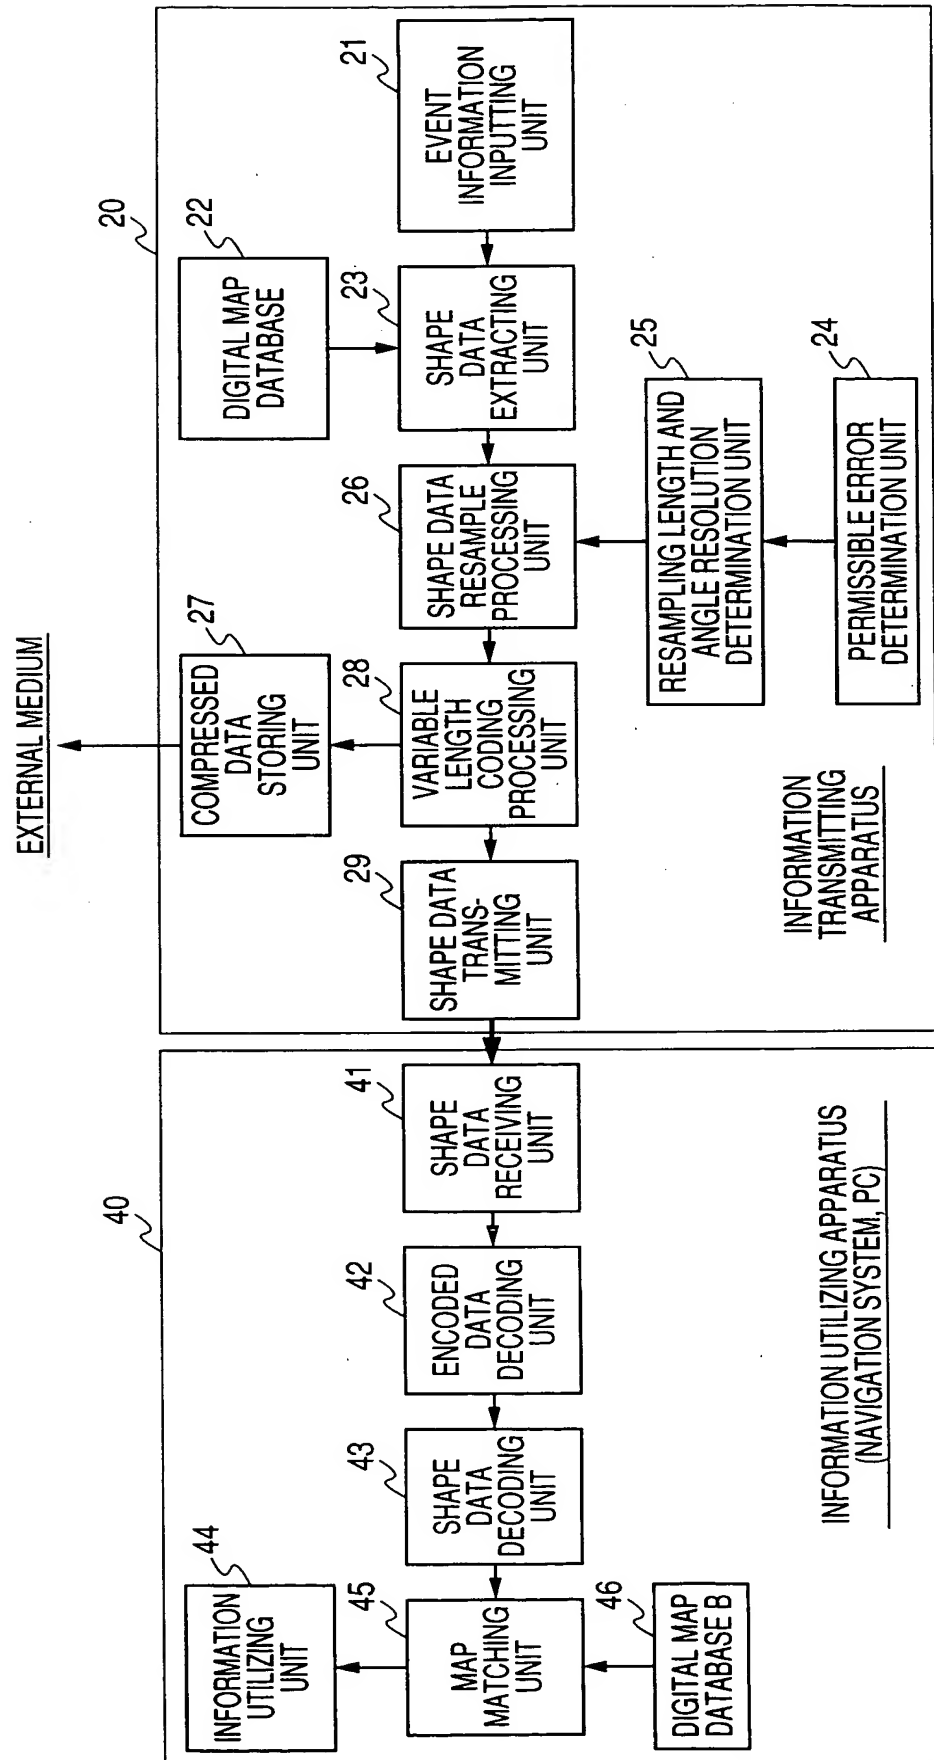 EXTERNAL MEDIUM
20
21
EVENT
INFORMATION
INPUTTING
UNIT
22
DIGITAL MAP
DATABASE
23
SHAPE
DATA
EXTRACTING
UNIT
24
PERMISSIBLE ERROR
DETERMINATION UNIT
25
RESAMPLING LENGTH AND
ANGLE RESOLUTION
DETERMINATION UNIT
26
SHAPE DATA
RESAMPLE
PROCESSING
UNIT
27
COMPRESSED
DATA
STORING
UNIT
28
VARIABLE
LENGTH
CODING
PROCESSING
UNIT
29
SHAPE DATA
TRANS-
MITTING
UNIT
INFORMATION
TRANSMITTING
APPARATUS
40
41
SHAPE
DATA
RECEIVING
UNIT
42
ENCODED
DATA
DECODING
UNIT
43
SHAPE
DATA
DECODING
UNIT
44
INFORMATION
UTILIZING
UNIT
45
MAP
MATCHING
UNIT
46
DIGITAL MAP
DATABASE B
INFORMATION UTILIZING APPARATUS
(NAVIGATION SYSTEM, PC)